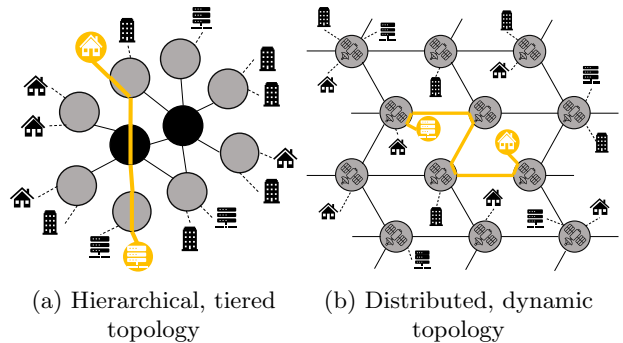 (a) Hierarchical, tiered
topology
(b) Distributed, dynamic
topology